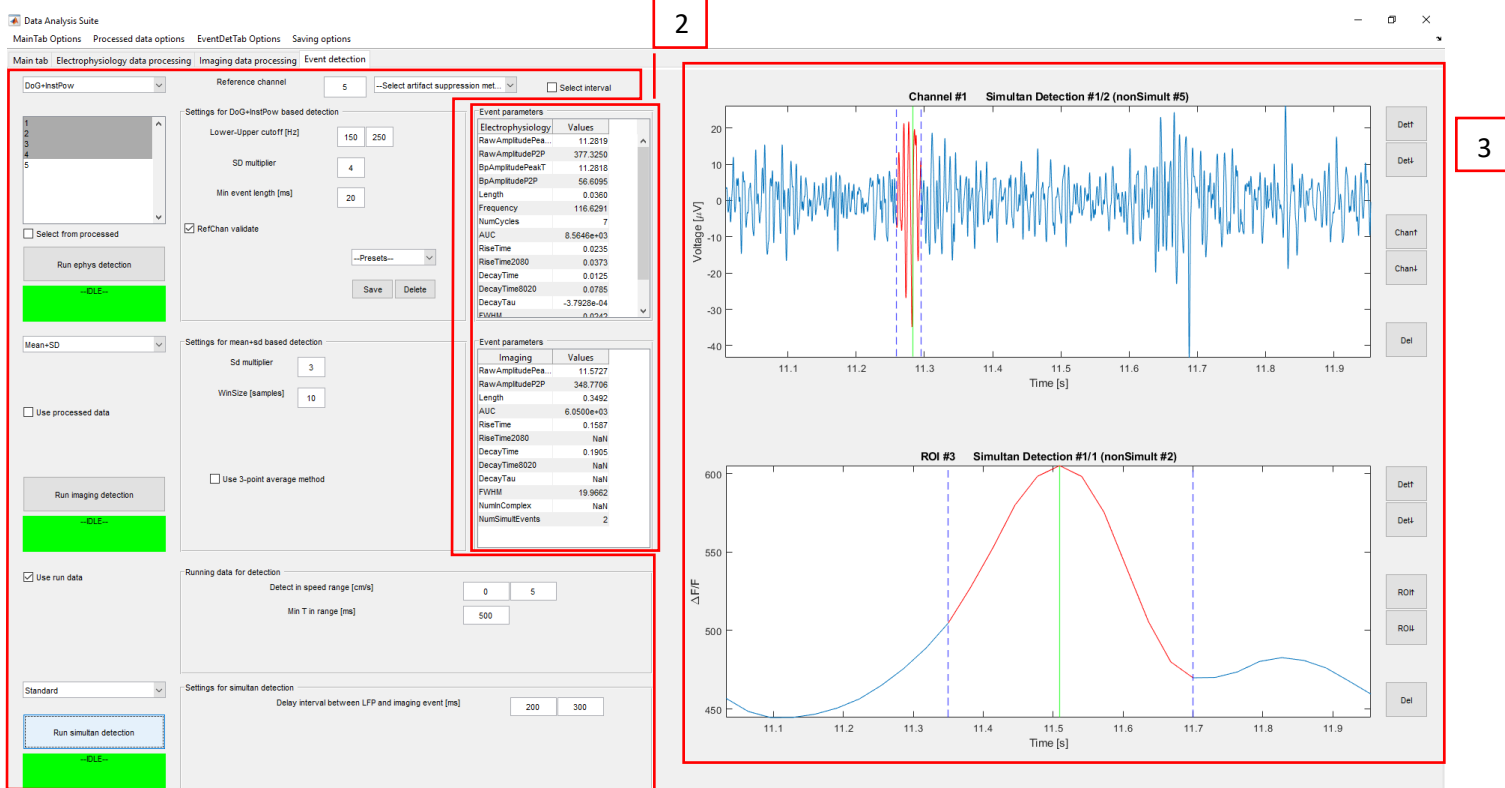 2
Data Analysis Suite
MainTab Options Processed data options EventDetTab Options Saving options
Main tab Electrophysiology data processing Imaging data processing Event detection
DoG+InstPow Reference channel 5 --Select artifact suppression met... Select interval
1
2
3
4
5
Select from processed
Run ephys detection
--IDLE--
Settings for DoG+InstPow based detection
Lower-Upper cutoff [Hz] 150 250
SD multiplier 4
Min event length [ms] 20
RefChan validate
--Presets--
Save Delete
Event parameters
Electrophysiology Values
RawAmplitudePea... 11.2819
RawAmplitudeP2P 377.3250
BpAmplitudePeakT 11.2818
BpAmplitudeP2P 56.6095
Length 0.0360
Frequency 116.6291
NumCycles 7
AUC 8.5646e+03
RiseTime 0.0235
RiseTime2080 0.0373
DecayTime 0.0125
DecayTime8020 0.0785
DecayTau -3.7928e-04
FWHM 0.0242
Mean+SD
Use processed data
Run imaging detection
--IDLE--
Settings for mean+sd based detection
Sd multiplier 3
WinSize [samples] 10
Use 3-point average method
Event parameters
Imaging Values
RawAmplitudePea... 11.5727
RawAmplitudeP2P 348.7706
Length 0.3492
AUC 6.0500e+03
RiseTime 0.1587
RiseTime2080 NaN
DecayTime 0.1905
DecayTime8020 NaN
DecayTau NaN
FWHM 19.9662
NumInComplex NaN
NumSimultEvents 2
Use run data
Running data for detection
Detect in speed range [cm/s] 0 5
Min T in range [ms] 500
Standard
Run simultan detection
--IDLE--
Settings for simultan detection
Delay interval between LFP and imaging event [ms] 200 300
Channel #1 Simultan Detection #1/2 (nonSimult #5)
Voltage [μV]
20
10
0
-10
-20
-30
-40
11.1 11.2 11.3 11.4 11.5 11.6 11.7 11.8 11.9
Time [s]
Det↑
Det↓
Chan↑
Chan↓
Del
3
ROI #3 Simultan Detection #1/1 (nonSimult #2)
ΔF/F
600
550
500
450
11.1 11.2 11.3 11.4 11.5 11.6 11.7 11.8 11.9
Time [s]
Det↑
Det↓
ROI↑
ROI↓
Del